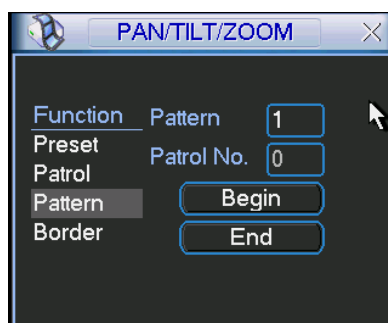 PAN/TILT/ZOOM
Function
Pattern 1
Preset
Patrol No. 0
Patrol
Pattern
Begin
Border
End